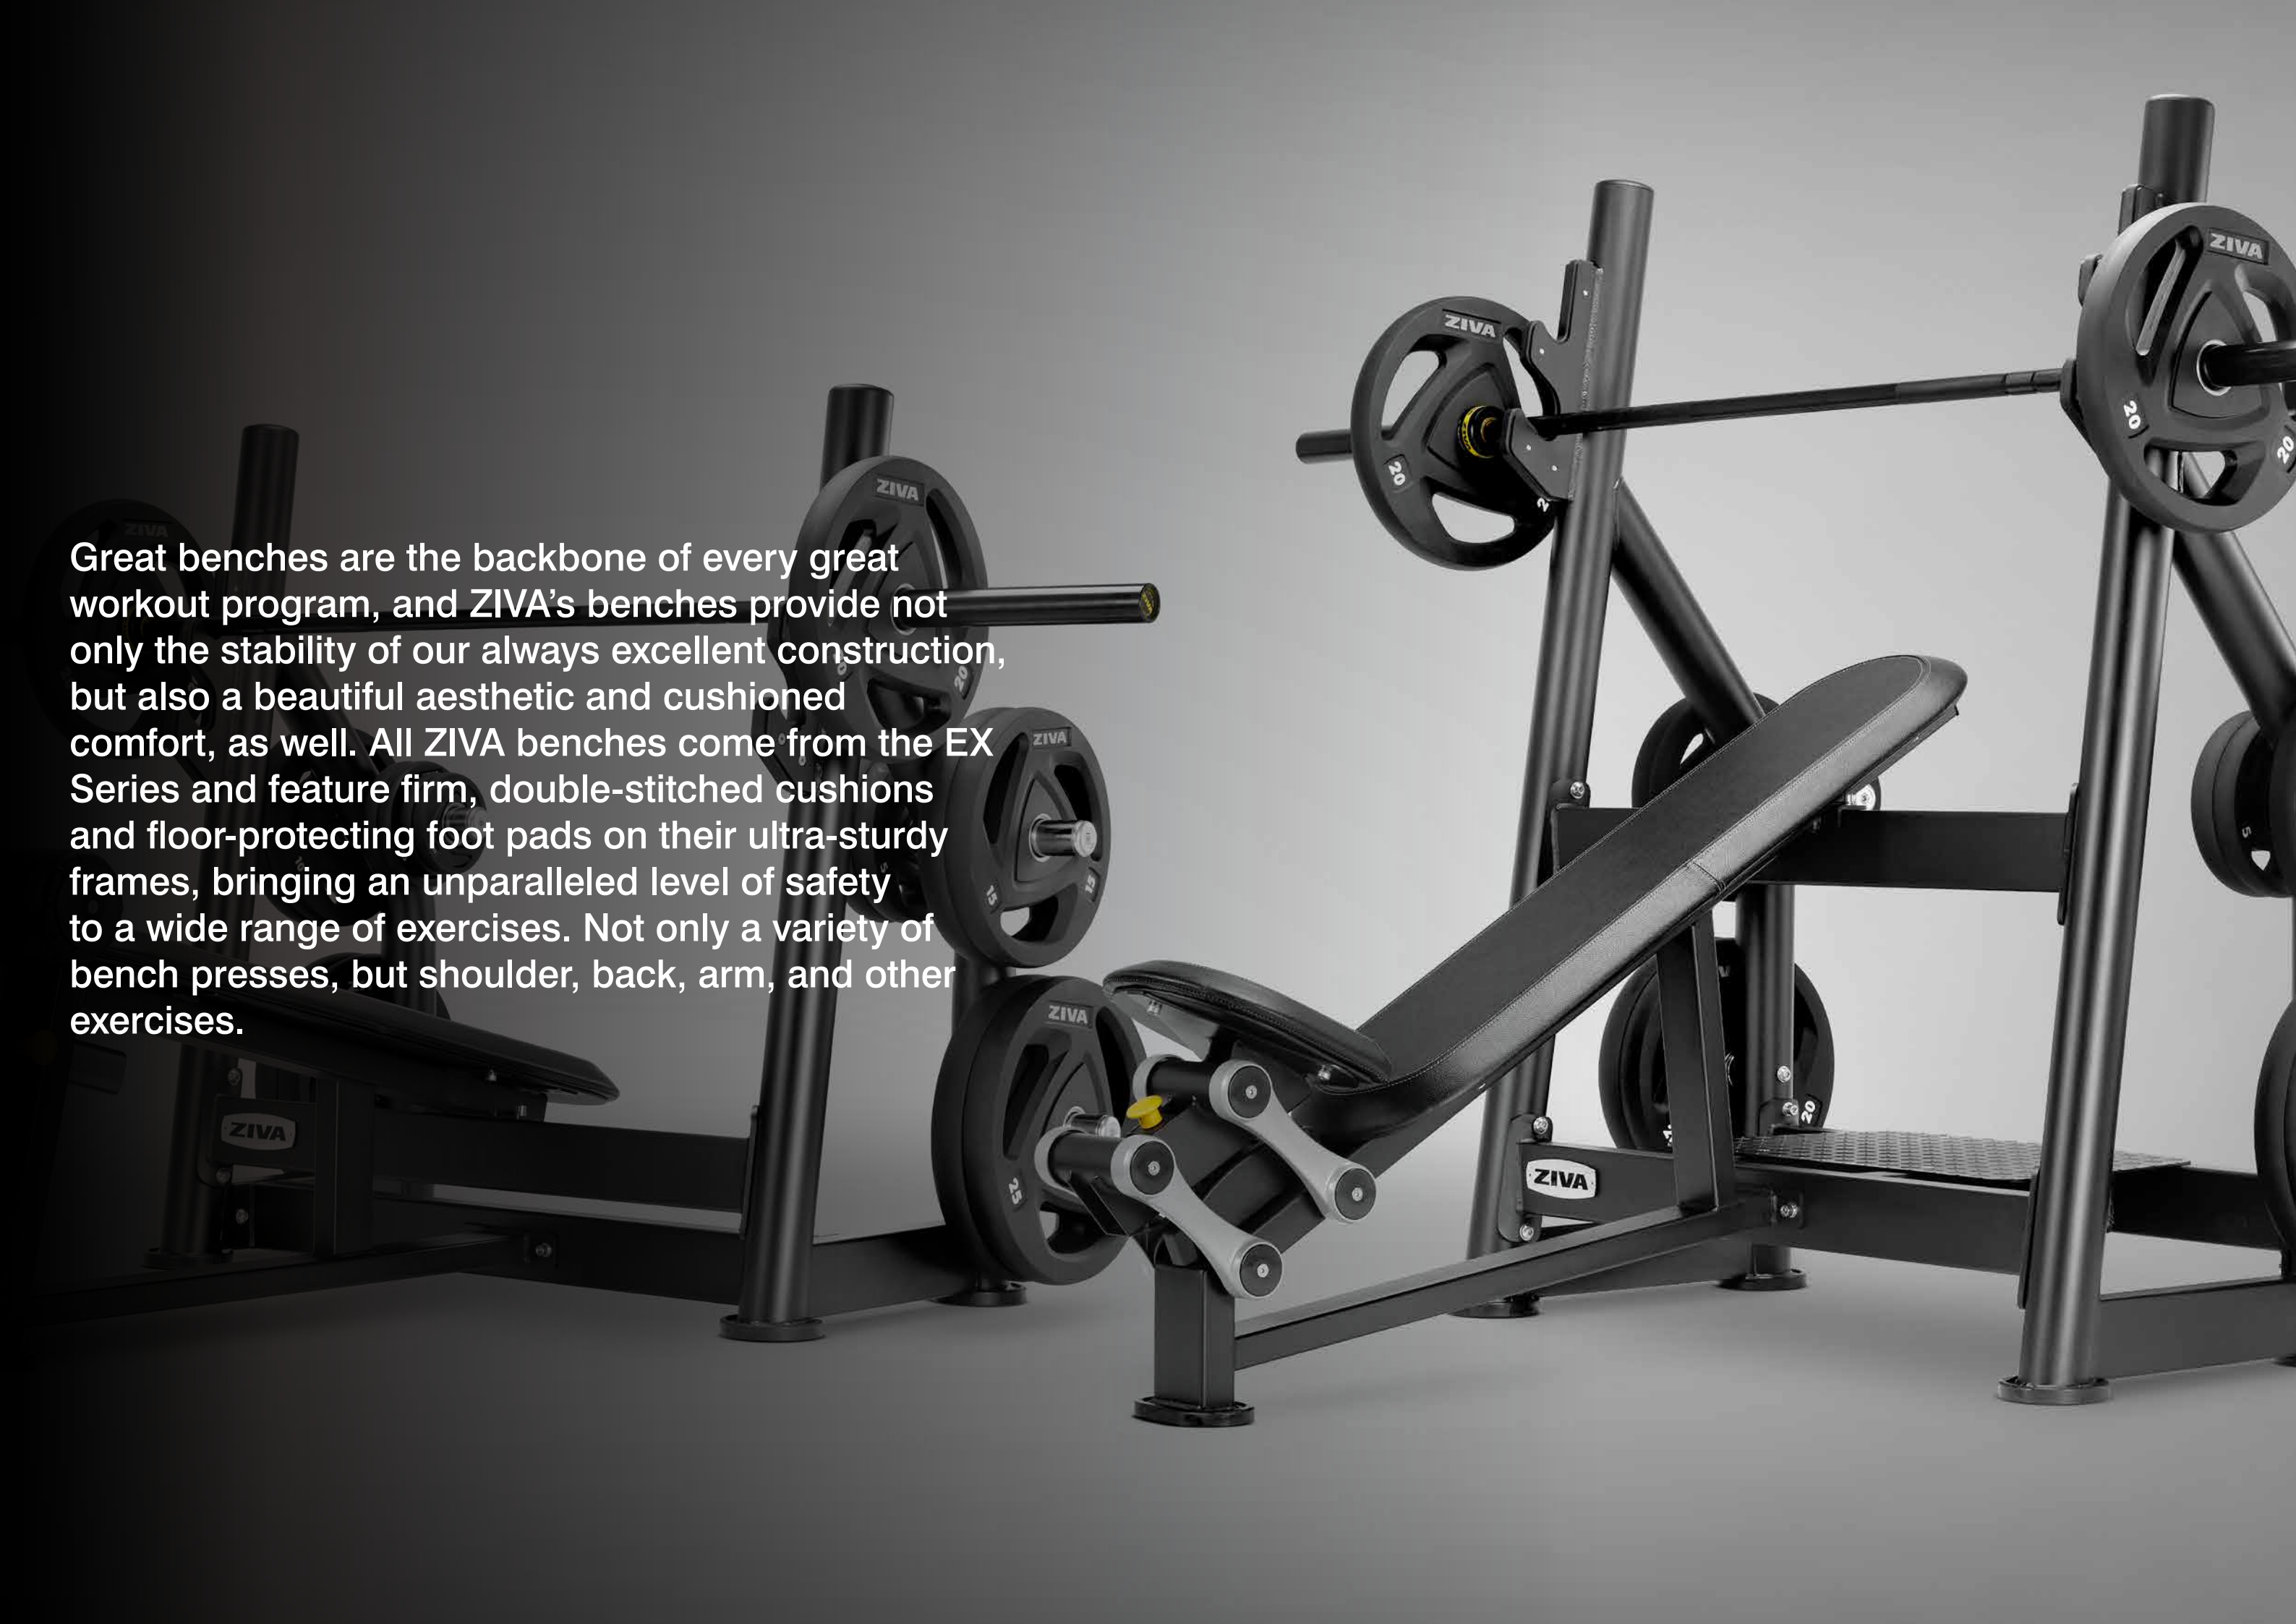 Great benches are the backbone of every great
workout program, and ZIVA’s benches provide not
only the stability of our always excellent construction,
but also a beautiful aesthetic and cushioned
comfort, as well. All ZIVA benches come from the EX
Series and feature firm, double-stitched cushions
and floor-protecting foot pads on their ultra-sturdy
frames, bringing an unparalleled level of safety
to a wide range of exercises. Not only a variety of
bench presses, but shoulder, back, arm, and other
exercises.
ZIVA
ZIVA
20
ZIVA
20
20
ZIVA
20
ZIVA
15
15
ZIVA
25
ZIVA
ZIVA
ZIVA
20
5